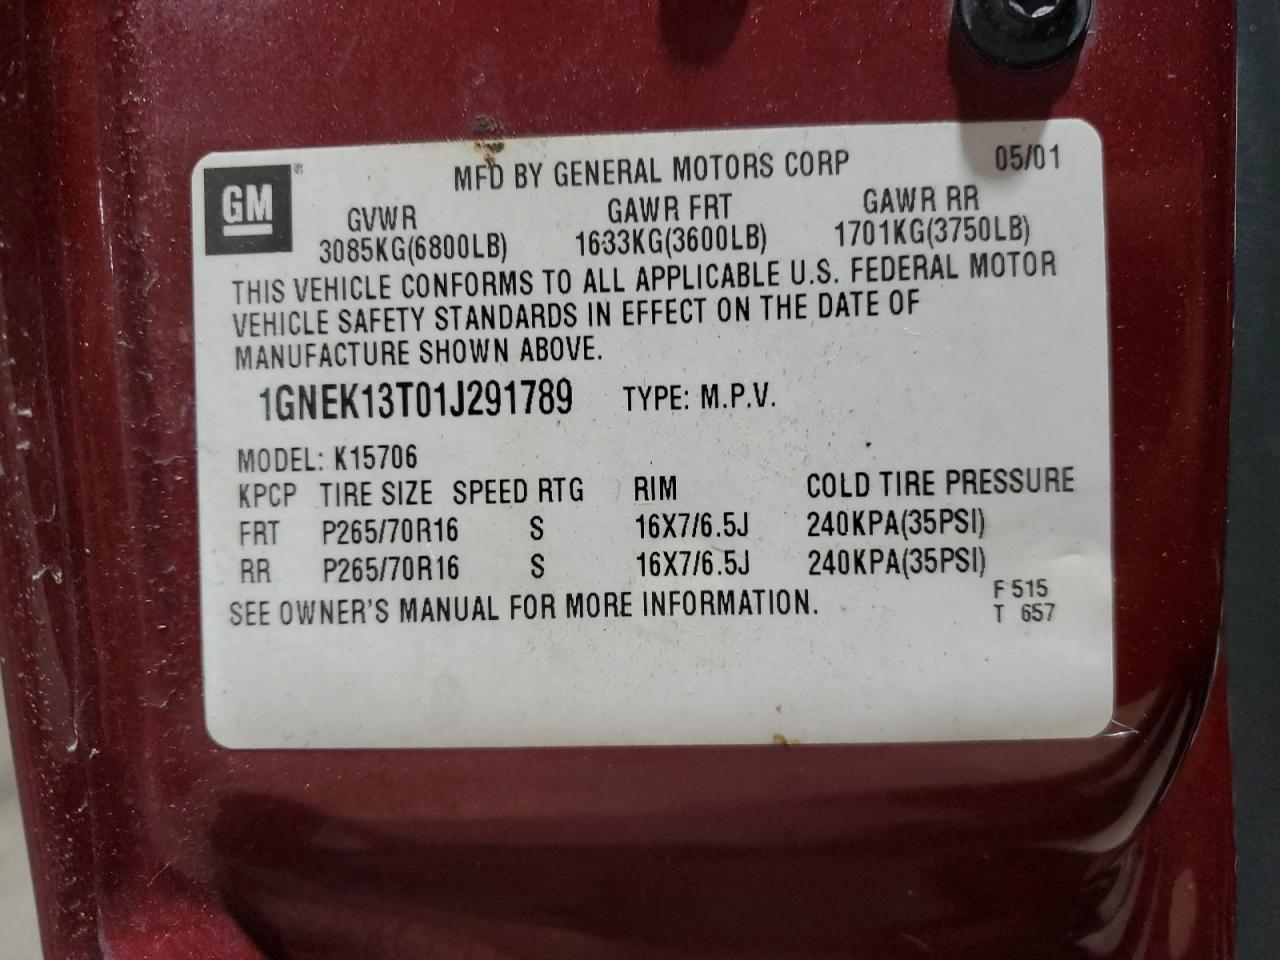 GM®
MFD BY GENERAL MOTORS CORP 05/01
GVWR GAWR FRT GAWR RR
3085KG(6800LB) 1633KG(3600LB) 1701KG(3750LB)
THIS VEHICLE CONFORMS TO ALL APPLICABLE U.S. FEDERAL MOTOR
VEHICLE SAFETY STANDARDS IN EFFECT ON THE DATE OF
MANUFACTURE SHOWN ABOVE.
1GNEK13T01J291789 TYPE: M.P.V.
MODEL: K15706
KPCP TIRE SIZE SPEED RTG RIM COLD TIRE PRESSURE
FRT P265/70R16 S 16X7/6.5J 240KPA(35PSI)
RR P265/70R16 S 16X7/6.5J 240KPA(35PSI)
SEE OWNER'S MANUAL FOR MORE INFORMATION.
F 515
T 657